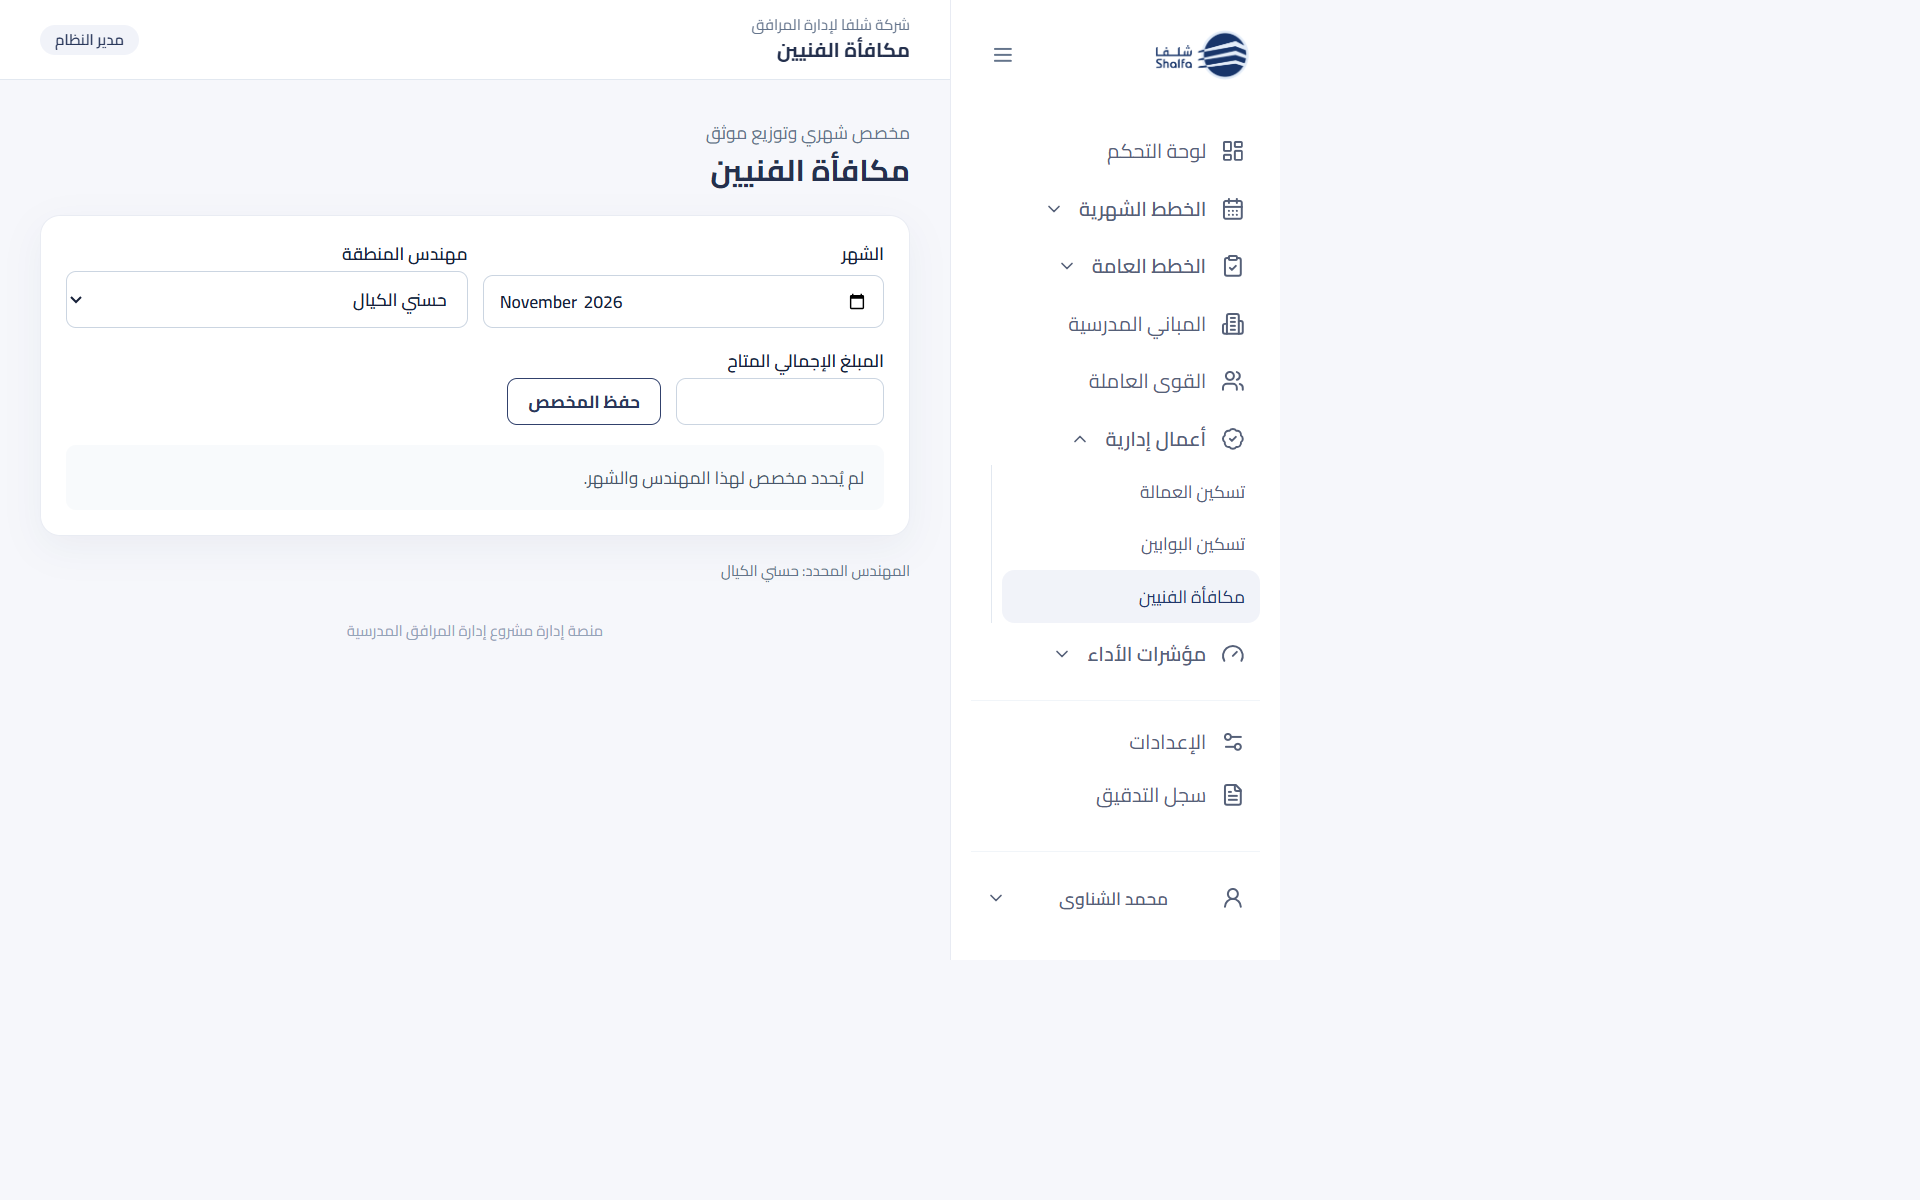 شلفا
Shalfa
لوحة التحكم
الخطط الشهرية
الخطط العامة
المباني المدرسية
القوى العاملة
أعمال إدارية
تسكين العمالة
تسكين البوابين
مكافأة الفنيين
مؤشرات الأداء
الإعدادات
سجل التدقيق
محمد الشناوى
شركة شلفا لإدارة المرافق
مكافأة الفنيين
مدير النظام
مخصص شهري وتوزيع موثق
مكافأة الفنيين
الشهر
November 2026
مهندس المنطقة
حسني الكيال
المبلغ الإجمالي المتاح
حفظ المخصص
لم يُحدد مخصص لهذا المهندس والشهر.
المهندس المحدد: حسني الكيال
منصة إدارة مشروع إدارة المرافق المدرسية